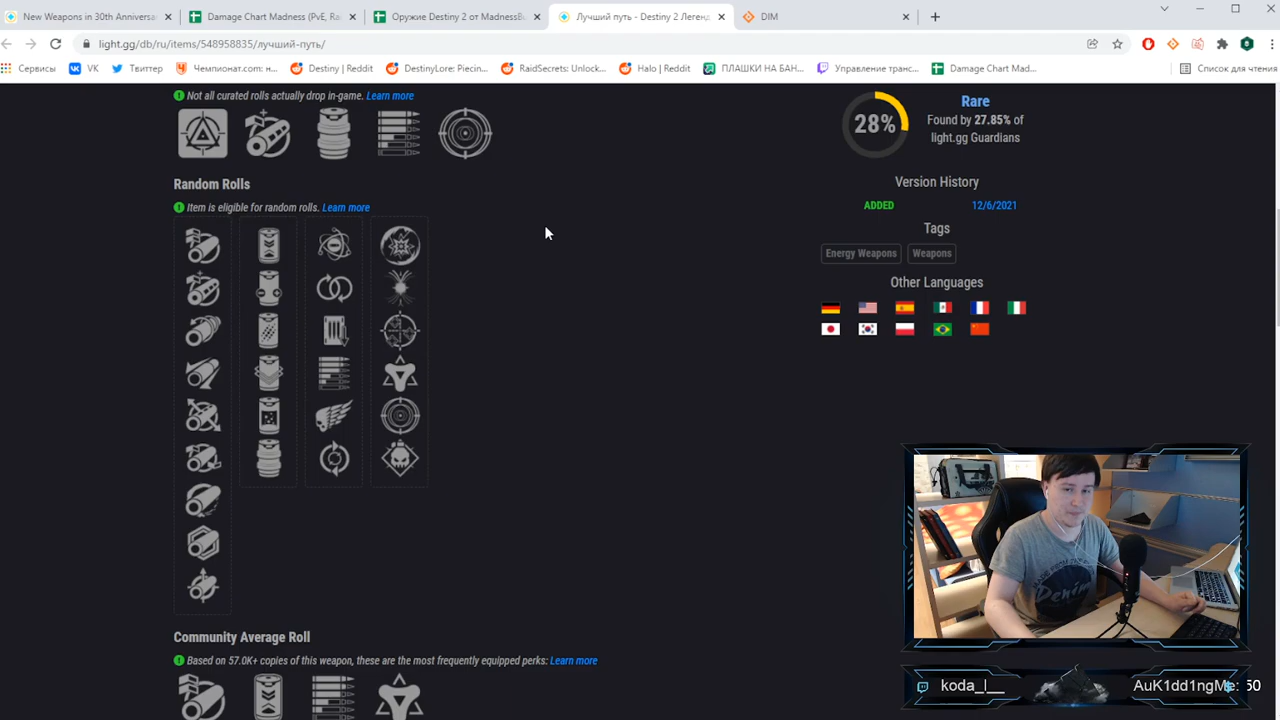 New Weapons in 30th Anniversa
Damage Chart Madness (PvE, Ra
Оружие Destiny 2 от MadnessBu
Лучший путь - Destiny 2 Легенд
DIM
light.gg/db/ru/items/548958835/лучший-путь/
Сервисы
VK
Твиттер
Чемпионат.com: н...
Destiny | Reddit
DestinyLore: Piecin...
RaidSecrets: Unlock...
Halo | Reddit
ПЛАШКИ НА БАН...
Управление транс...
Damage Chart Mad...
Список для чтения
Not all curated rolls actually drop in-game. Learn more
28%
Rare
Found by 27.85% of
light.gg Guardians
Random Rolls
Item is eligible for random rolls. Learn more
Version History
ADDED
12/6/2021
Tags
Energy Weapons
Weapons
Other Languages
Community Average Roll
Based on 57.0K+ copies of this weapon, these are the most frequently equipped perks: Learn more
Denim
koda_l__
AuK1dd1ngMe: 50